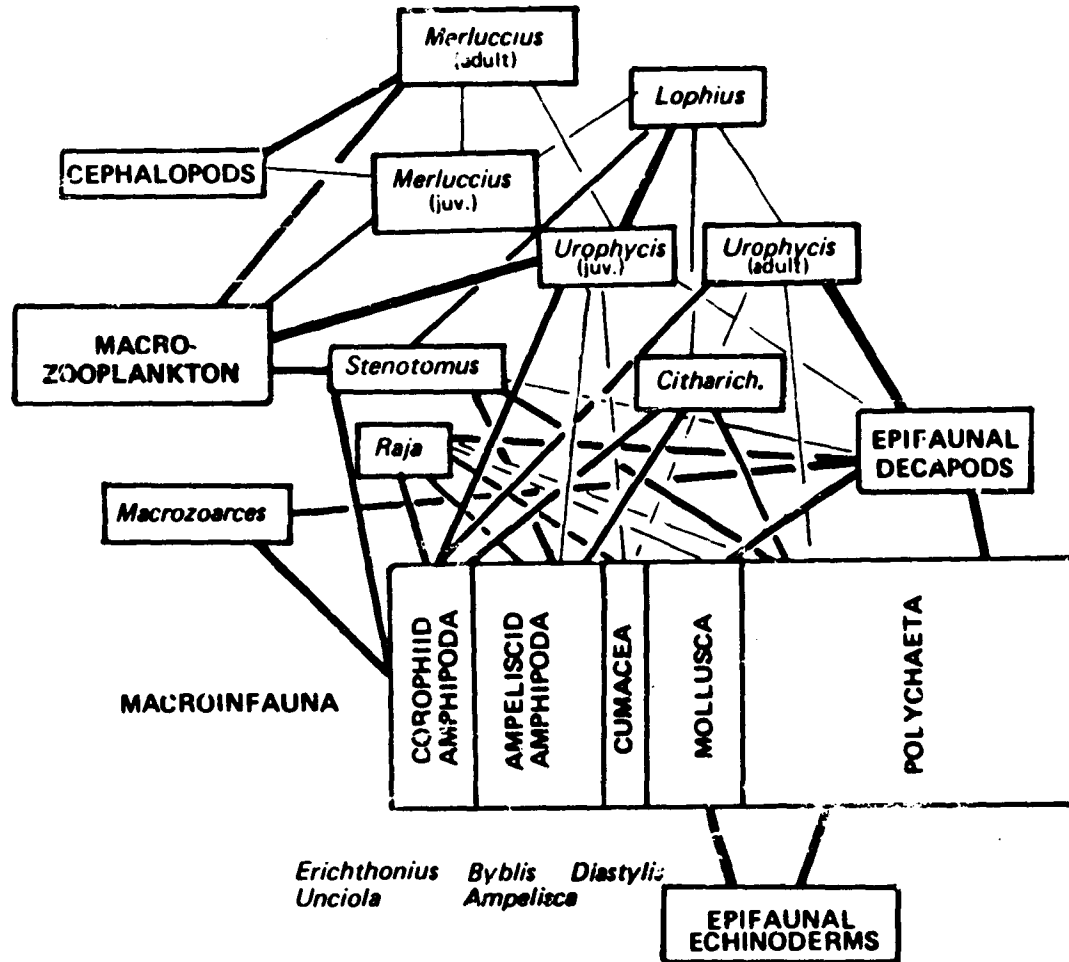 Merluccius
(adult)
Lophius
CEPHALOPODS
Merluccius
(juv.)
Urophycis
(juv.)
Urophycis
(adult)
MACRO-
ZOOPLANKTON
Stenotomus
Citharich.
Raja
EPIFAUNAL
DECAPODS
Macrozoarces
MACROINFAUNA
COROPHIID
AMPHIPODA
AMPELISCID
AMPHIPODA
CUMACEA
MOLLUSCA
POLYCHAETA
Erichthonius Byblis Diastylis
Unciola Ampelisca
EPIFAUNAL
ECHINODERMS